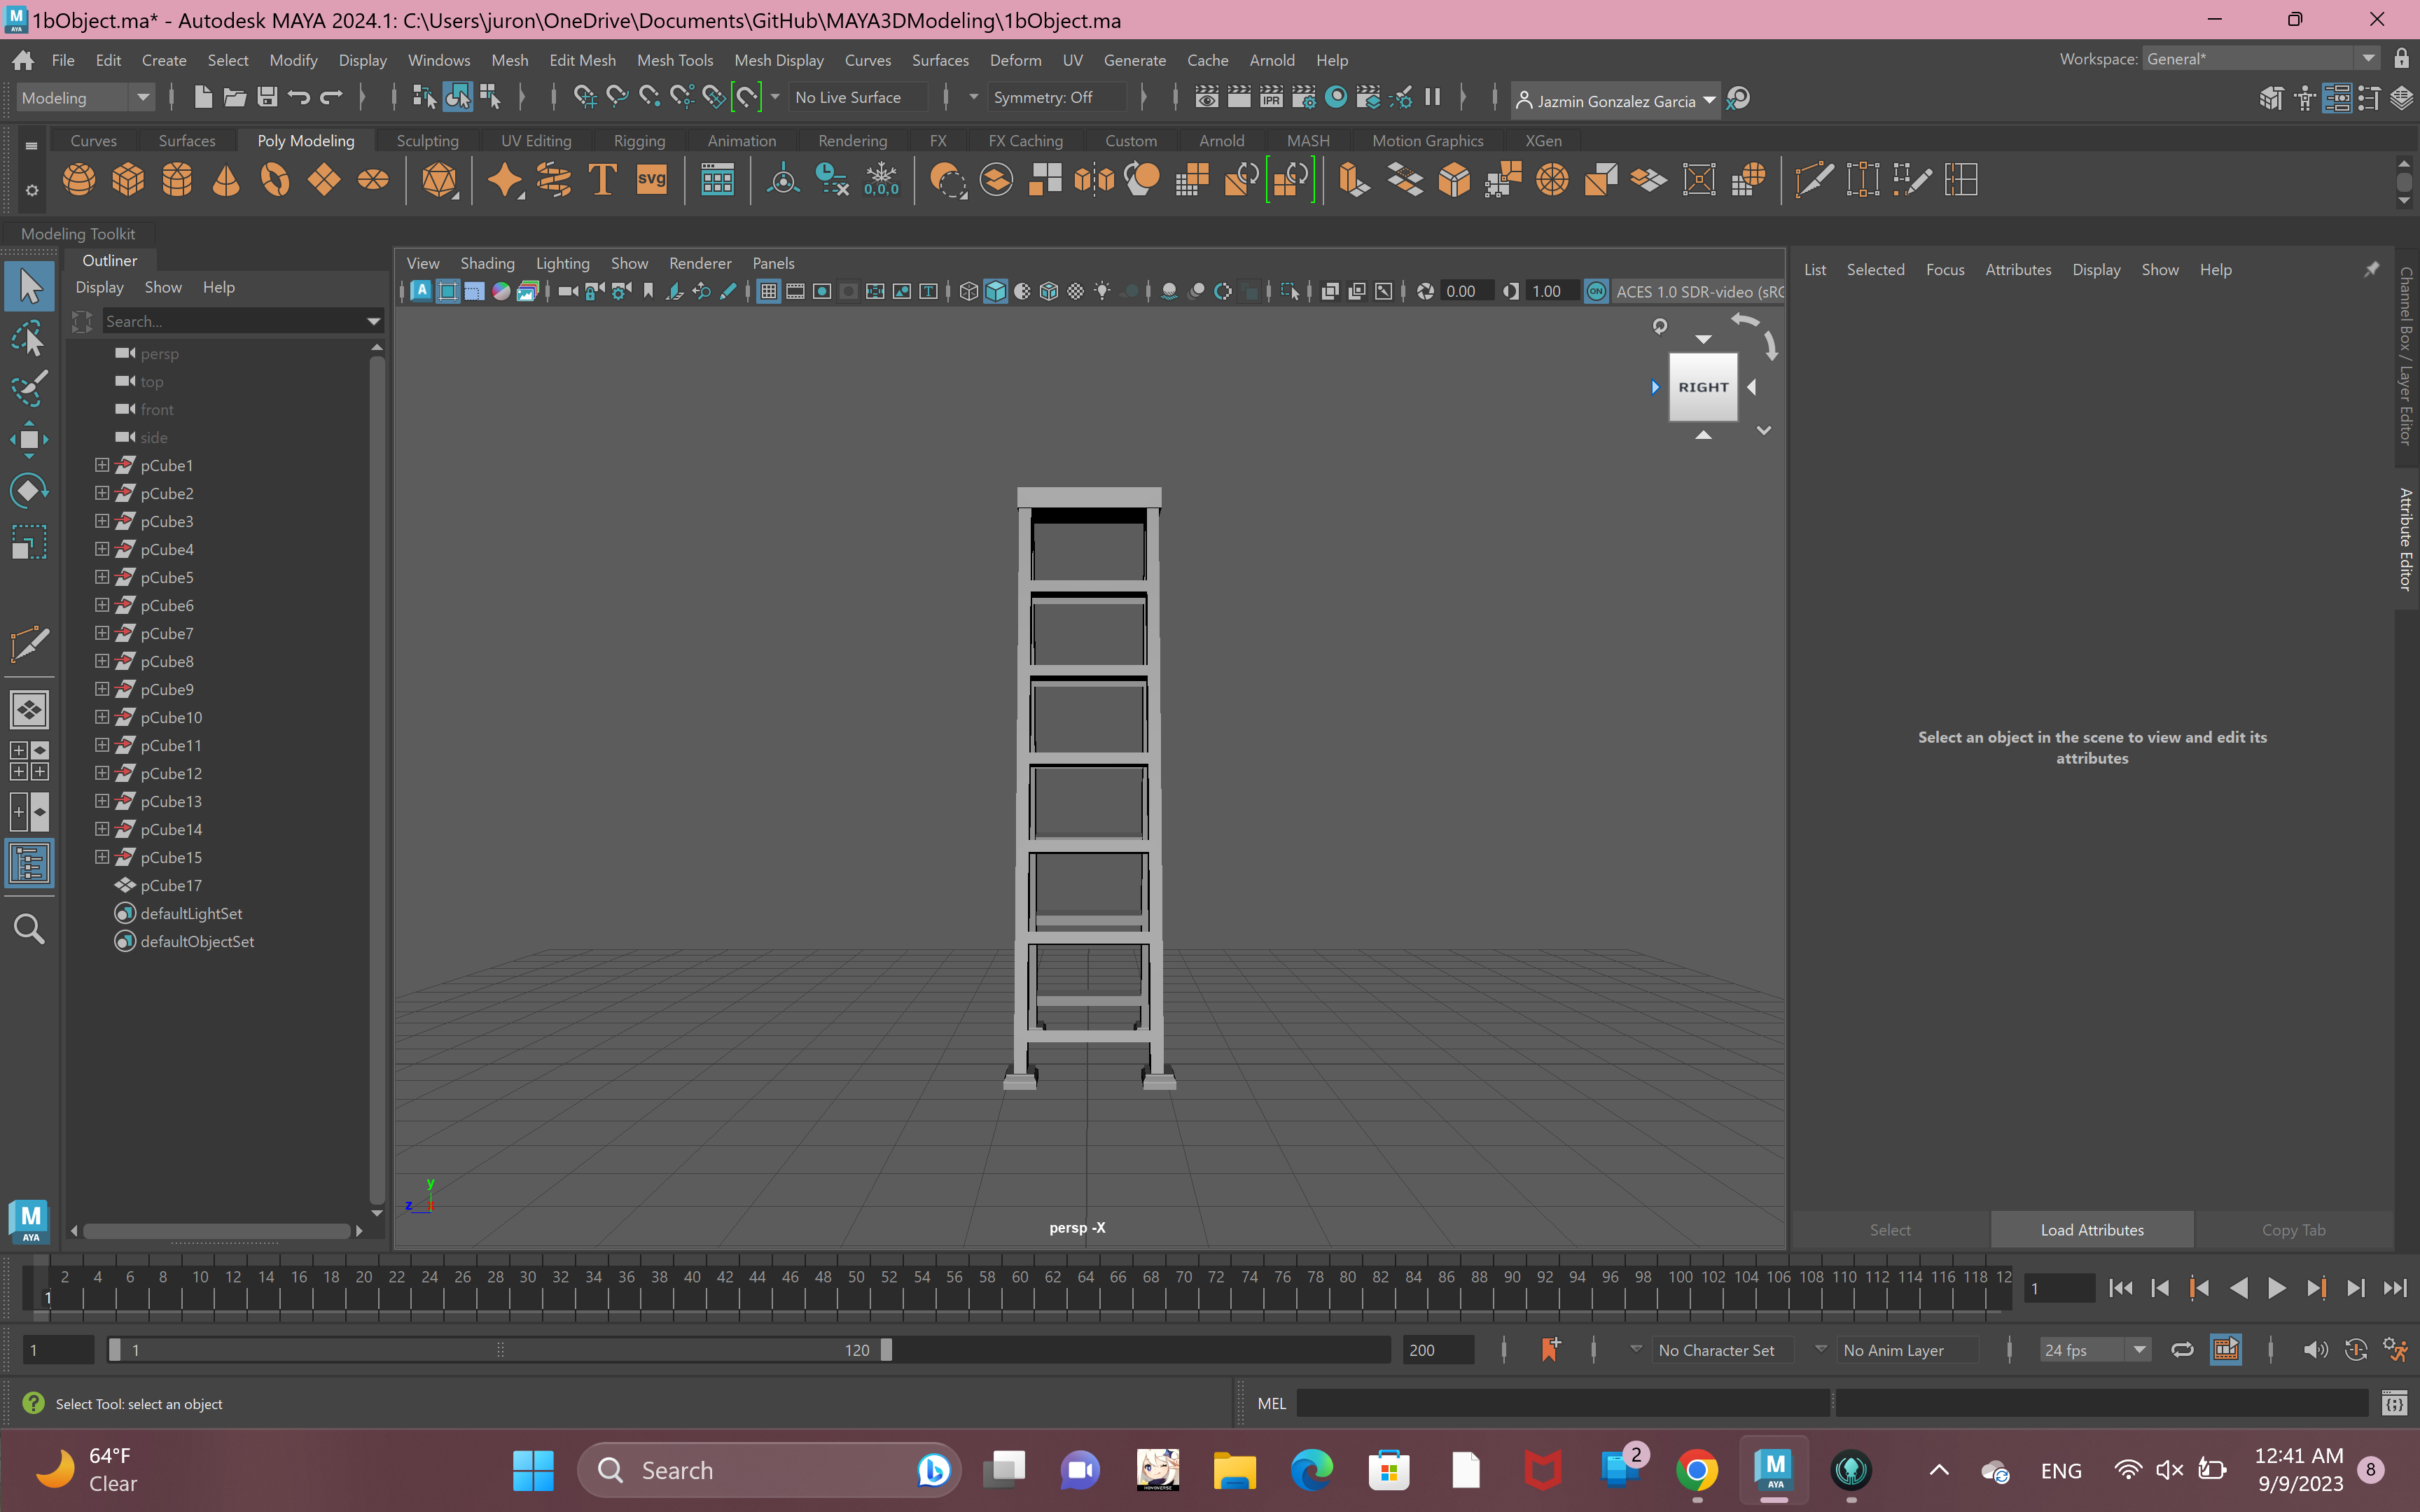 1bObject.ma* - Autodesk MAYA 2024.1: C:\Users\juron\OneDrive\Documents\GitHub\MAYA3DModeling\1bObject.ma
File Edit Create Select Modify Display Windows Mesh Edit Mesh Mesh Tools Mesh Display Curves Surfaces Deform UV Generate Cache Arnold Help
Workspace: General*
Modeling
No Live Surface
Symmetry: Off
IPR
Jazmin Gonzalez Garcia
Curves Surfaces Poly Modeling Sculpting UV Editing Rigging Animation Rendering FX FX Caching Custom Arnold MASH Motion Graphics XGen
svg
0,0,0
Modeling Toolkit
Outliner
Display Show Help
Search...
persp
top
front
side
pCube1
pCube2
pCube3
pCube4
pCube5
pCube6
pCube7
pCube8
pCube9
pCube10
pCube11
pCube12
pCube13
pCube14
pCube15
pCube17
defaultLightSet
defaultObjectSet
View Shading Lighting Show Renderer Panels
0.00
1.00
ON
ACES 1.0 SDR-video (sRG
RIGHT
y
z
persp -X
List Selected Focus Attributes Display Show Help
Select an object in the scene to view and edit its
attributes
Select
Load Attributes
Copy Tab
Channel Box / Layer Editor
Attribute Editor
M
AYA
2 4 6 8 10 12 14 16 18 20 22 24 26 28 30 32 34 36 38 40 42 44 46 48 50 52 54 56 58 60 62 64 66 68 70 72 74 76 78 80 82 84 86 88 90 92 94 96 98 100 102 104 106 108 110 112 114 116 118 12
1
1
1
1
120
200
No Character Set
No Anim Layer
24 fps
Select Tool: select an object
MEL
64°F
Clear
Search
2
M
AYA
ENG
12:41 AM
9/9/2023
8